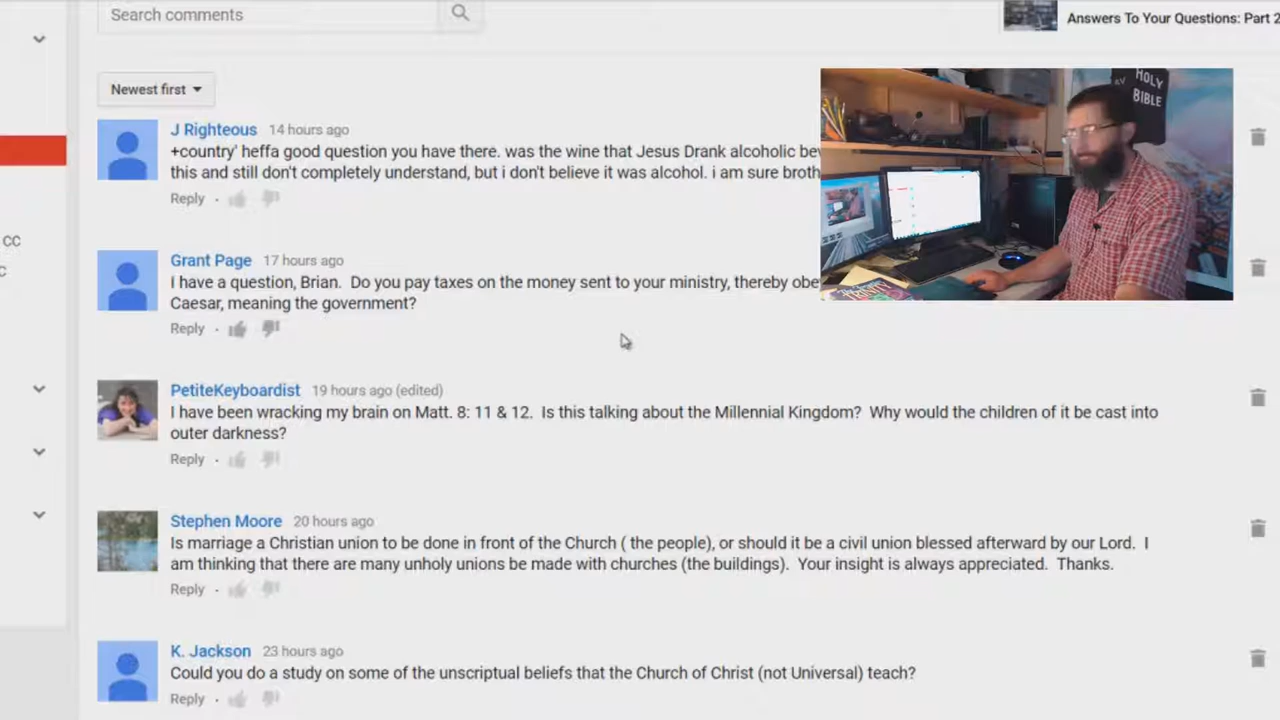 Search comments
Answers To Your Questions: Part 2
Newest first
HOLY
BIBLE
J Righteous 14 hours ago
+country' heffa good question you have there. was the wine that Jesus Drank alcoholic bev
this and still don't completely understand, but i don't believe it was alcohol. i am sure broth
Reply
Grant Page 17 hours ago
I have a question, Brian. Do you pay taxes on the money sent to your ministry, thereby obe
Caesar, meaning the government?
Reply
CC
C
PetiteKeyboardist 19 hours ago (edited)
I have been wracking my brain on Matt. 8: 11 & 12. Is this talking about the Millennial Kingdom? Why would the children of it be cast into
outer darkness?
Reply
Stephen Moore 20 hours ago
Is marriage a Christian union to be done in front of the Church ( the people), or should it be a civil union blessed afterward by our Lord. I
am thinking that there are many unholy unions be made with churches (the buildings). Your insight is always appreciated. Thanks.
Reply
K. Jackson 23 hours ago
Could you do a study on some of the unscriptual beliefs that the Church of Christ (not Universal) teach?
Reply